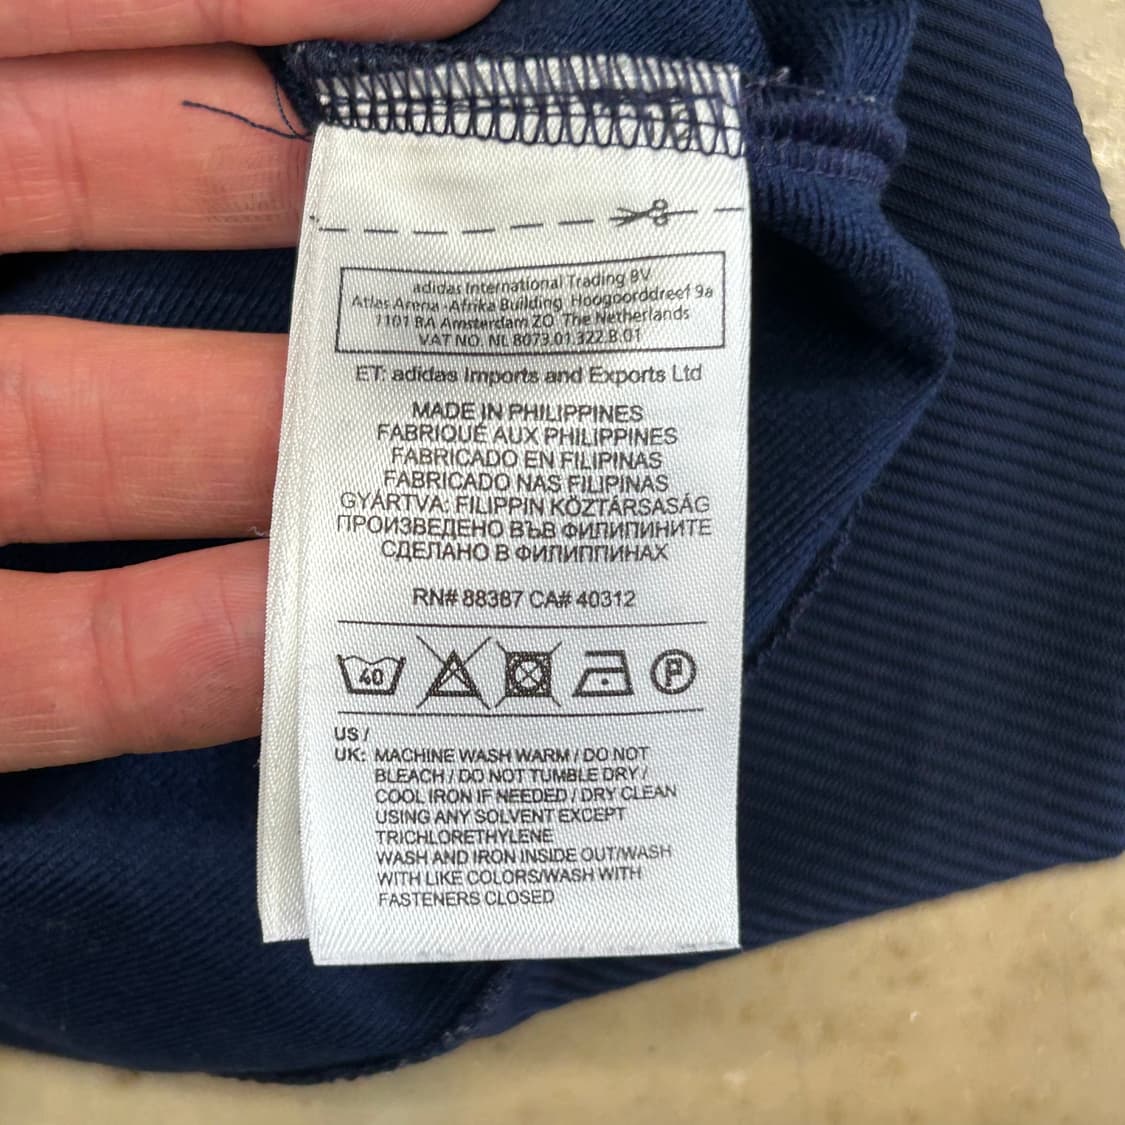 adidas International Trading BV
Atlas Arena - Afrika Building Hoogoorddreef 9a
1101 BA Amsterdam ZO The Netherlands
VAT NO. NL 8073.01.322.B.01
ET: adidas Imports and Exports Ltd
MADE IN PHILIPPINES
FABRIQUÉ AUX PHILIPPINES
FABRICADO EN FILIPINAS
FABRICADO NAS FILIPINAS
GYÁRTVA: FILIPPIN KÖZTÁRSASÁG
ПРОИЗВЕДЕНО ВЪВ ФИЛИПИНИТЕ
СДЕЛАНО В ФИЛИППИНАХ
RN# 88387 CA# 40312
40 P
US /
UK: MACHINE WASH WARM / DO NOT
BLEACH / DO NOT TUMBLE DRY /
COOL IRON IF NEEDED / DRY CLEAN
USING ANY SOLVENT EXCEPT
TRICHLORETHYLENE
WASH AND IRON INSIDE OUT/WASH
WITH LIKE COLORS/WASH WITH
FASTENERS CLOSED